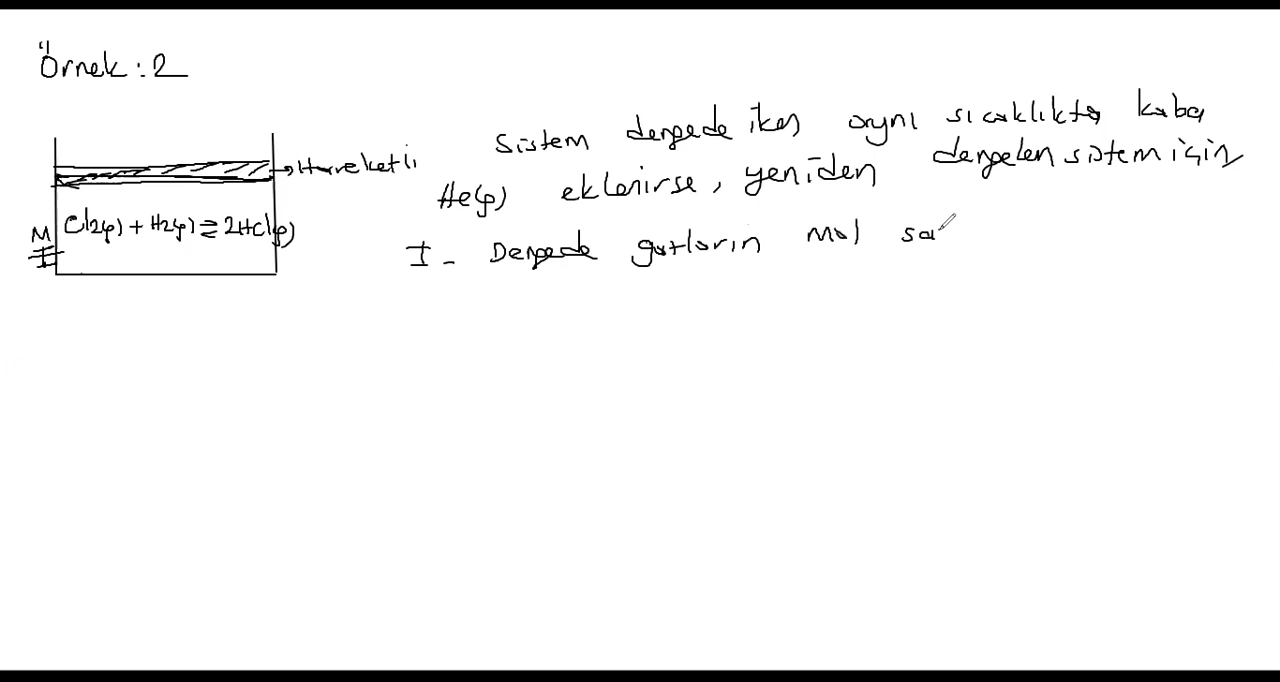 Örnek : 2
Sistem dengede iken aynı sıcaklıkta kaba
He(g) eklenirse, yeniden dengelen sistem için
→ Hareketli
M Cl2(g) + H2(g) ⇌ 2HCl(g)
I - Dengede gazların mol sa